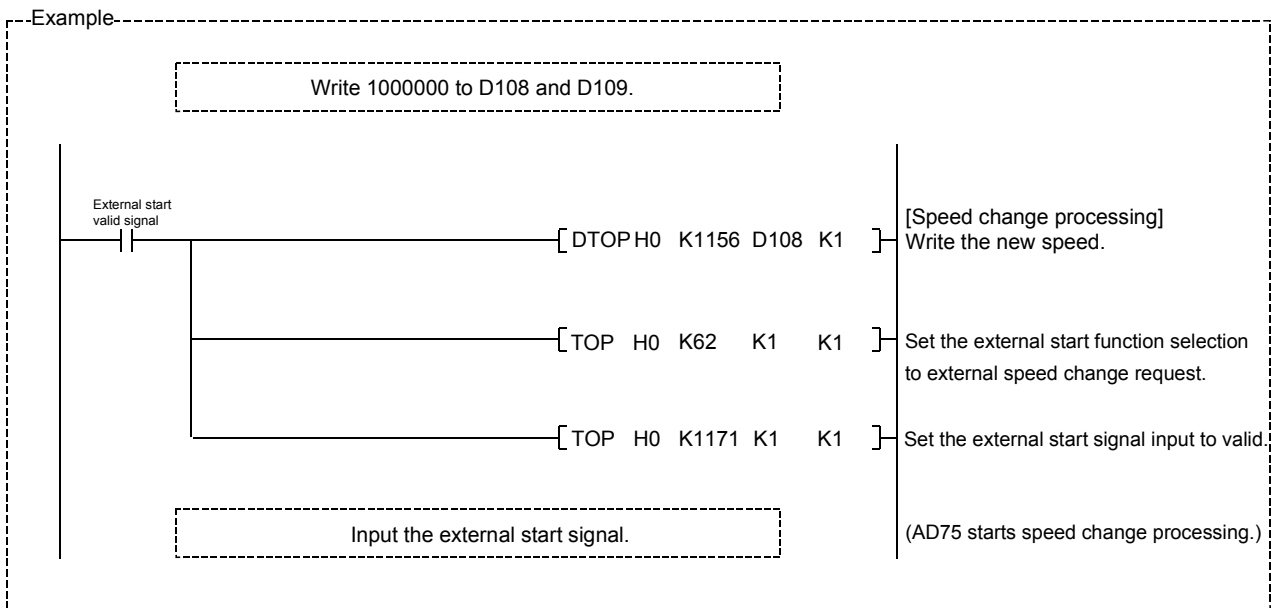 Example
Write 1000000 to D108 and D109.
External start
valid signal
DTOP H0 K1156 D108 K1
[Speed change processing]
Write the new speed.
TOP H0 K62 K1 K1
Set the external start function selection
to external speed change request.
TOP H0 K1171 K1 K1
Set the external start signal input to valid.
Input the external start signal.
(AD75 starts speed change processing.)